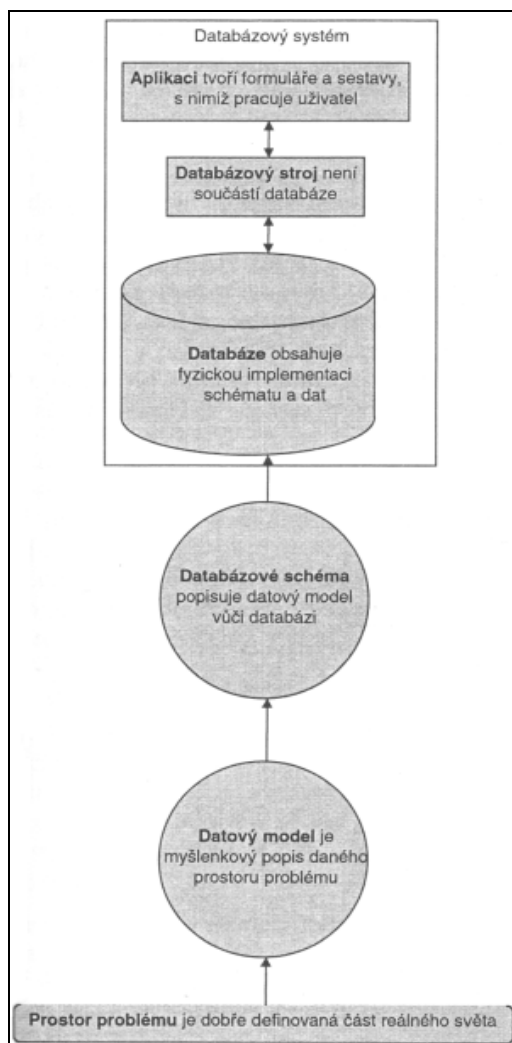 Databázový systém
Aplikaci tvoří formuláře a sestavy,
s nimiž pracuje uživatel
Databázový stroj není
součástí databáze
Databáze obsahuje
fyzickou implementaci
schématu a dat
Databázové schéma
popisuje datový model
vůči databázi
Datový model je
myšlenkový popis daného
prostoru problému
Prostor problému je dobře definovaná část reálného světa